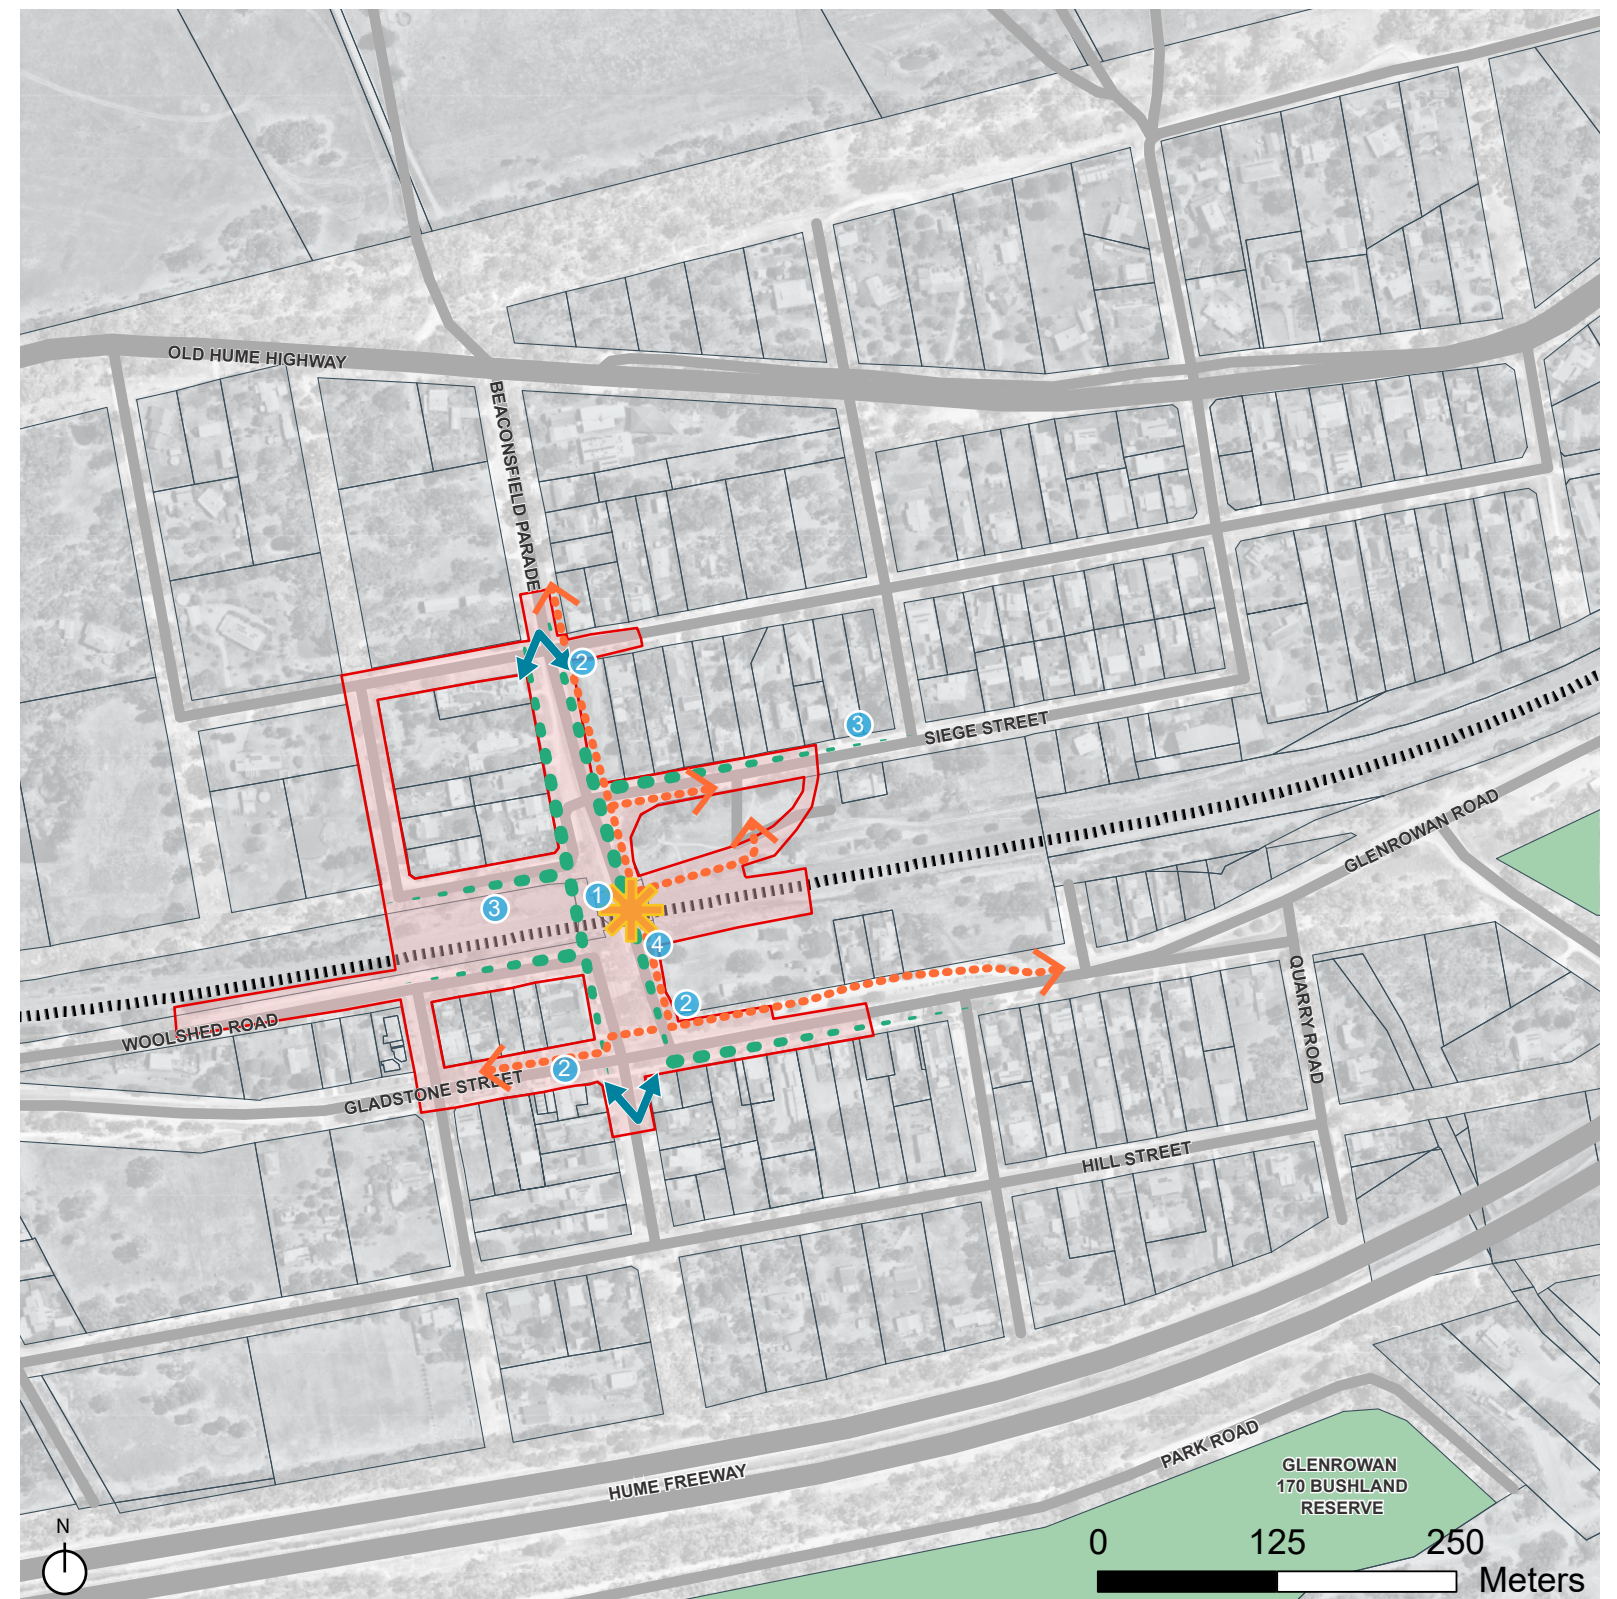 OLD HUME HIGHWAY
BEACONSFIELD PARADE
2
3
SIEGE STREET
GLENROWAN ROAD
1
3
4
2
QUARRY ROAD
WOOLSHED ROAD
2
GLADSTONE STREET
HILL STREET
PARK ROAD
HUME FREEWAY
GLENROWAN
170 BUSHLAND
RESERVE
N
0 125 250
Meters